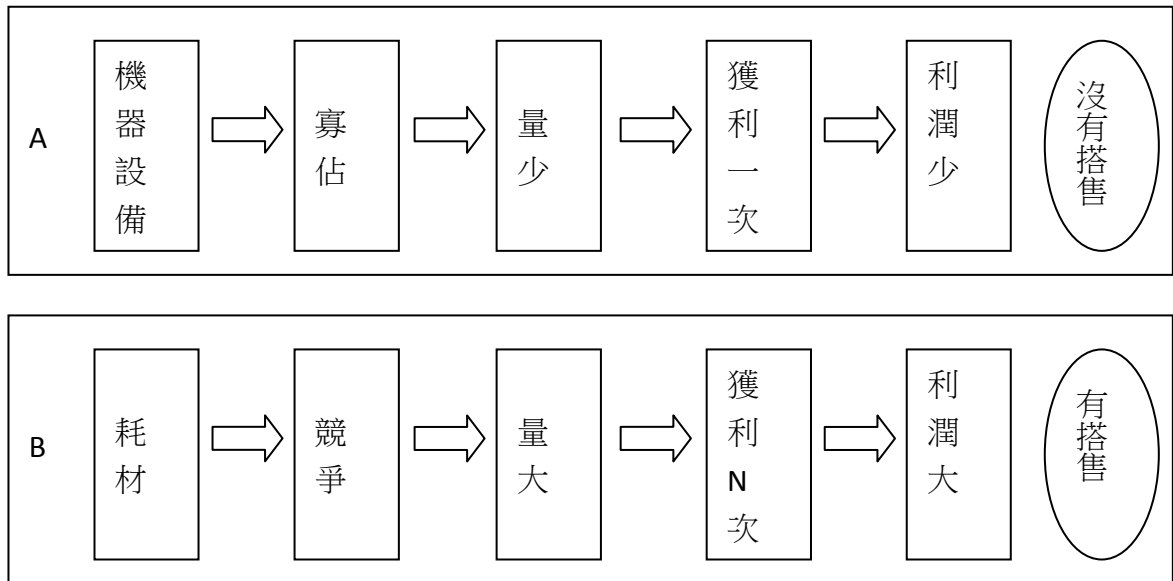 A
機器設備
寡佔
量少
獲利一次
利潤少
沒有搭售
B
耗材
競爭
量大
獲利N次
利潤大
有搭售